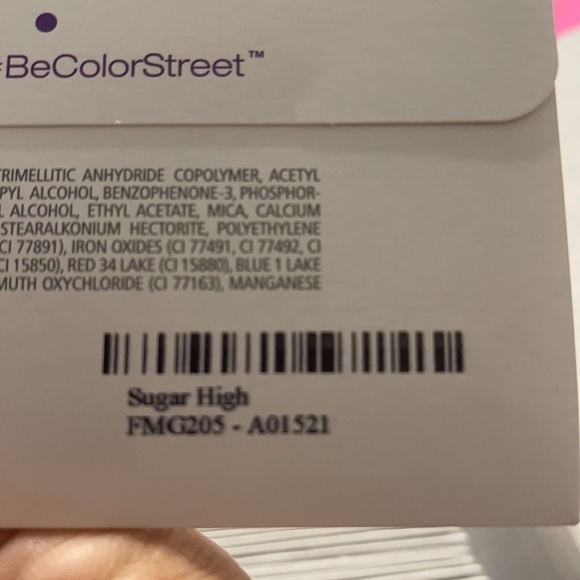 #BeColorStreet™
TRIMELLITIC ANHYDRIDE COPOLYMER, ACETYL
PYL ALCOHOL, BENZOPHENONE-3, PHOSPHOR-
L ALCOHOL, ETHYL ACETATE, MICA, CALCIUM
STEARALKONIUM HECTORITE, POLYETHYLENE
CI 77891), IRON OXIDES (CI 77491, CI 77492, CI
CI 15850), RED 34 LAKE (CI 15880), BLUE 1 LAKE
MUTH OXYCHLORIDE (CI 77163), MANGANESE
Sugar High
FMG205 - A01521